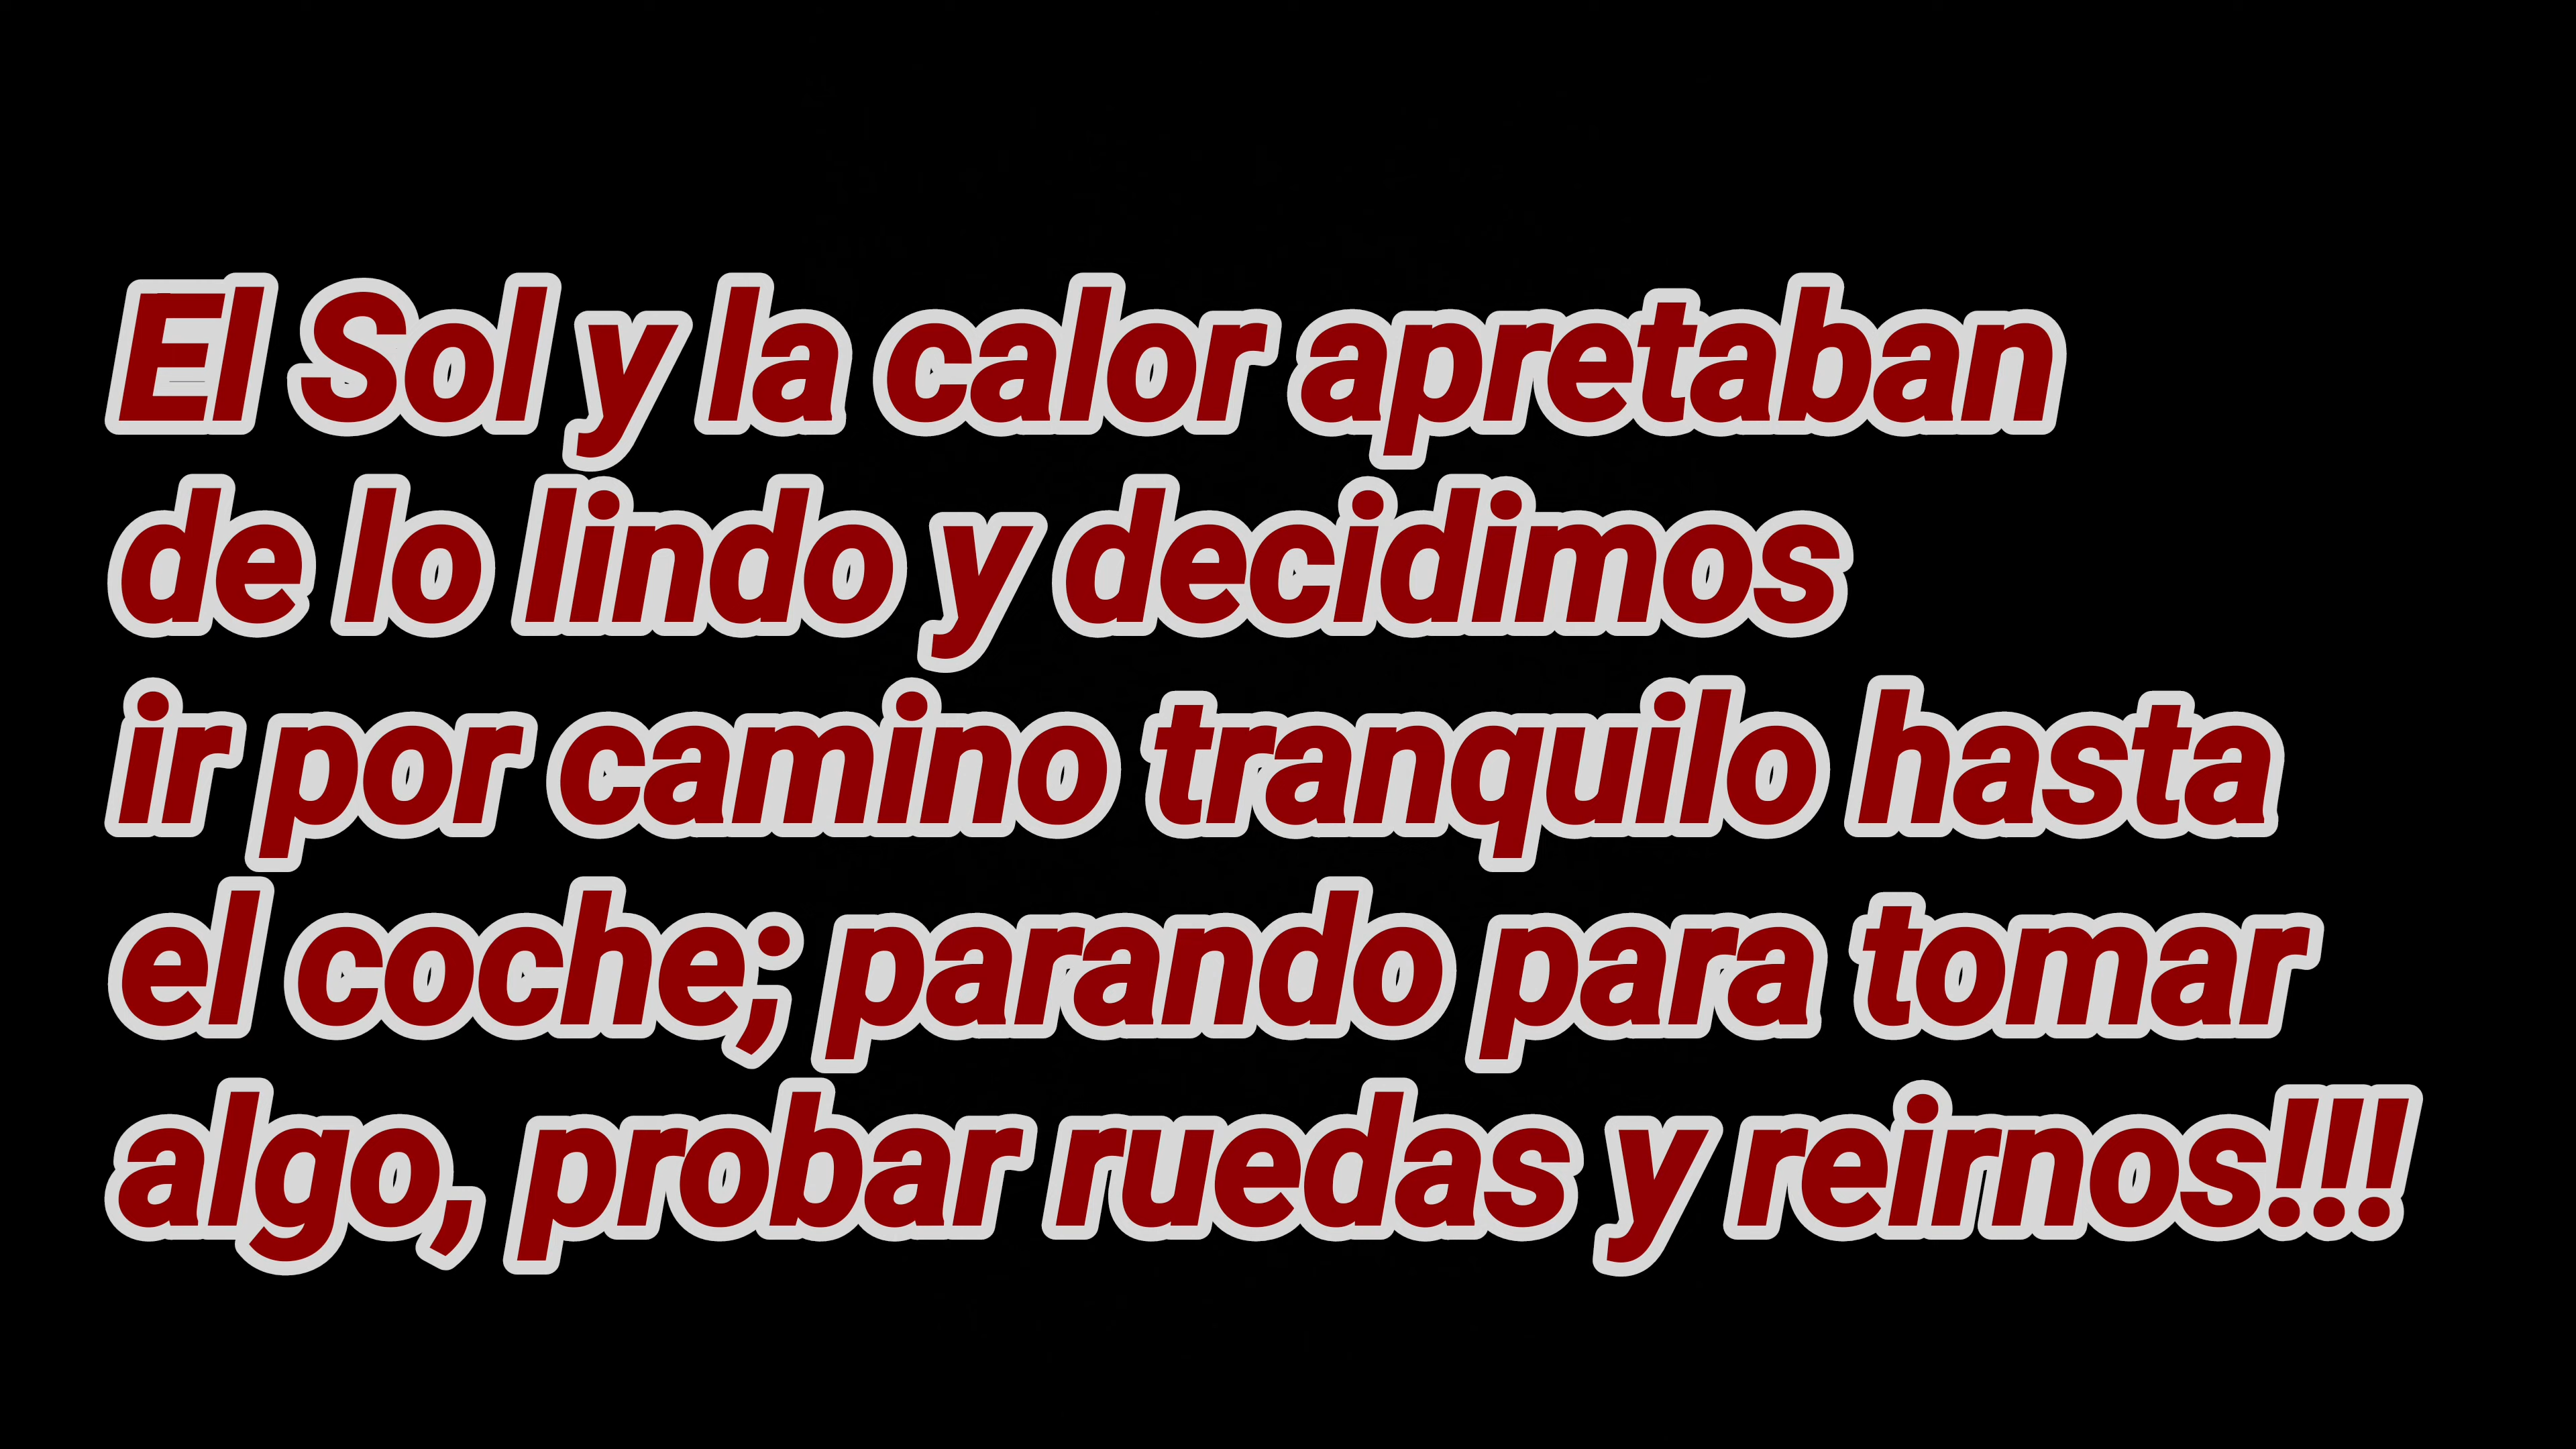 El Sol y la calor apretaban
de lo lindo y decidimos
ir por camino tranquilo hasta
el coche; parando para tomar
algo, probar ruedas y reirnos!!!